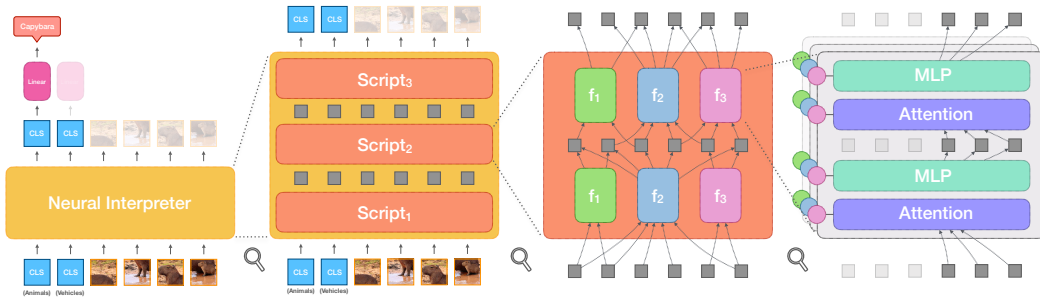 Capybara
Linear
CLS
CLS
Neural Interpreter
CLS
CLS
(Animals)
(Vehicles)
CLS
CLS
Script3
Script2
Script1
CLS
CLS
(Animals)
(Vehicles)
f1
f2
f3
f1
f2
f3
MLP
Attention
MLP
Attention